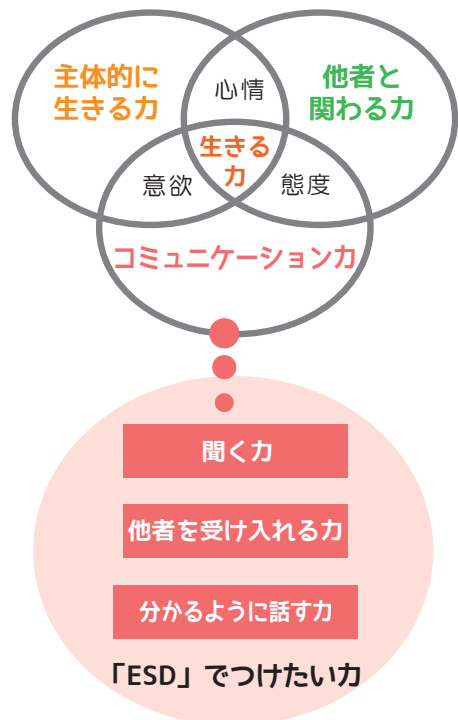 主体的に
生きる力
心情
他者と
関わる力
生きる
力
意欲
態度
コミュニケーション力
聞く力
他者を受け入れる力
分かるように話す力
「ESD」でつけたい力